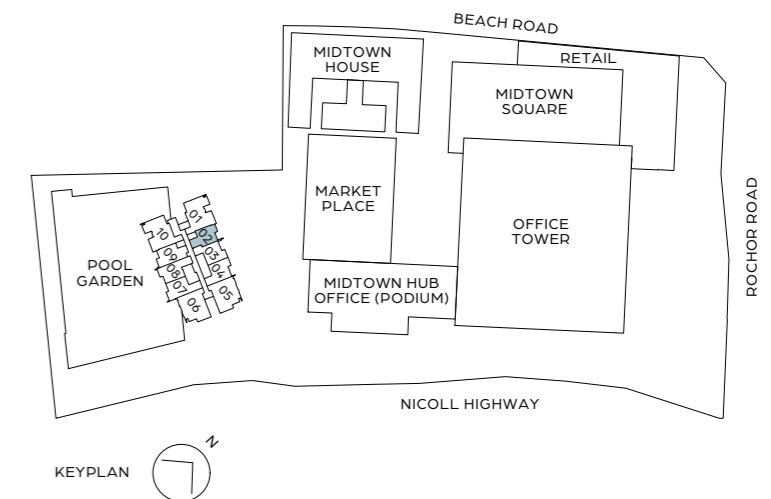 BEACH ROAD
MIDTOWN
HOUSE
RETAIL
MIDTOWN
SQUARE
MARKET
PLACE
OFFICE
TOWER
ROCHOR ROAD
POOL
GARDEN
01
02
03
04
05
10
09
08
07
06
MIDTOWN HUB
OFFICE (PODIUM)
NICOLL HIGHWAY
KEYPLAN
N